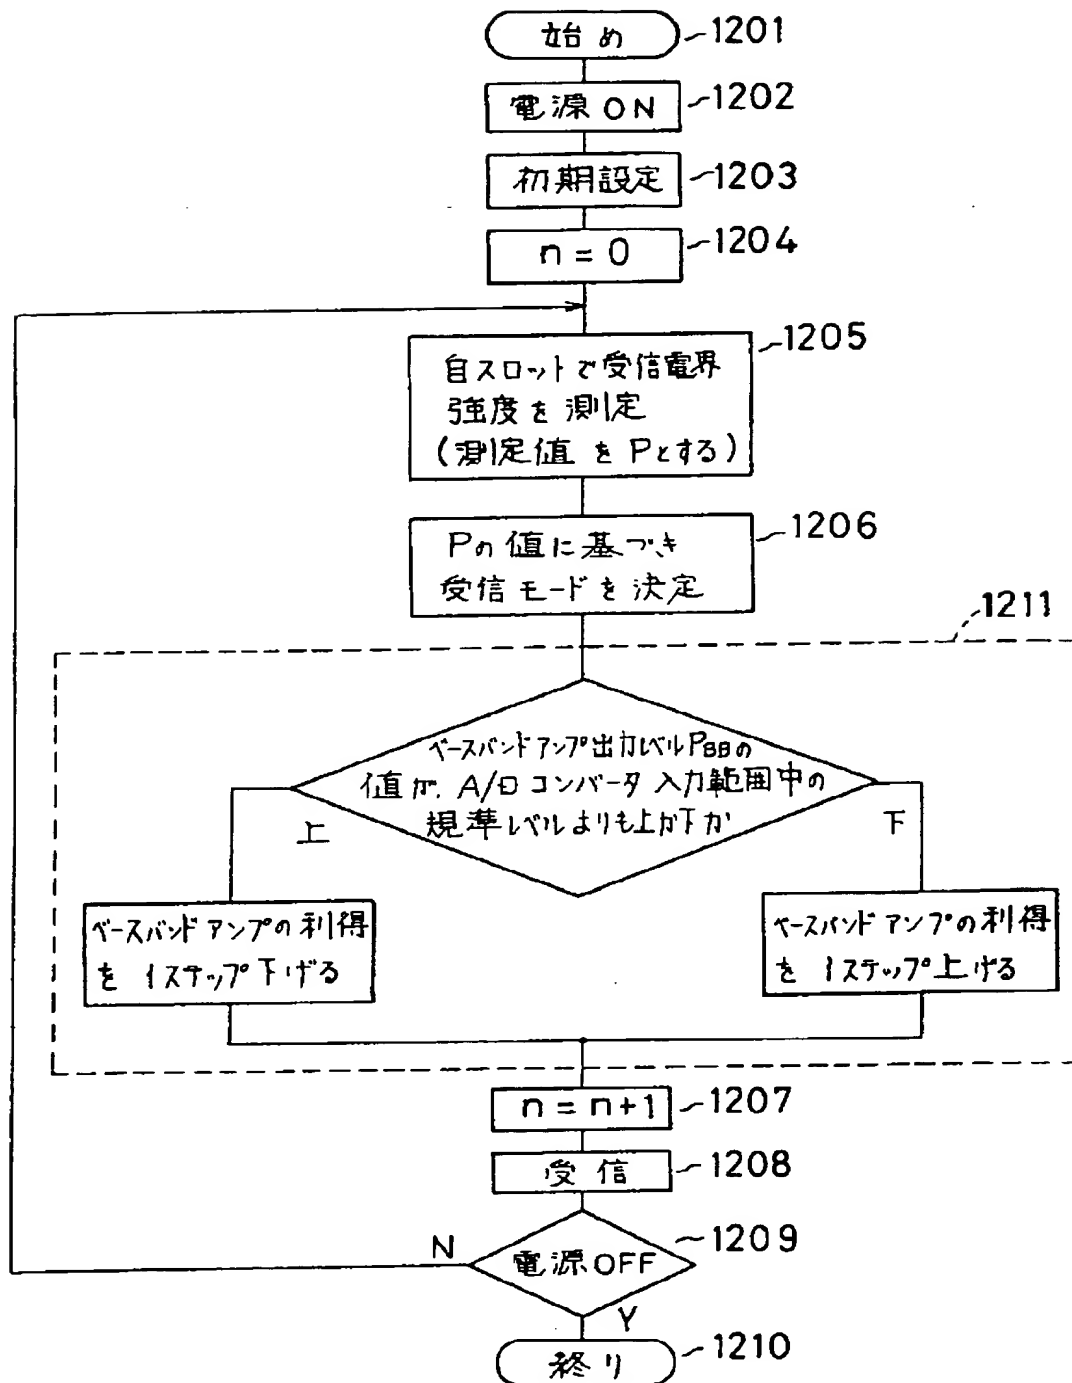 始め
1201
電源ON
1202
初期設定
1203
n=0
1204
1205
自スロットで受信電界
強度を測定
(測定値をPとする)
1206
Pの値に基づき
受信モードを決定
1211
ベースバンドアンプ出力レベルPBBの
値が、A/Dコンバータ入力範囲中の
規準レベルよりも上か下か
上
下
ベースバンドアンプの利得
を1ステップ下げる
ベースバンドアンプの利得
を1ステップ上げる
n=n+1
1207
受信
1208
1209
N
電源OFF
Y
終り
1210